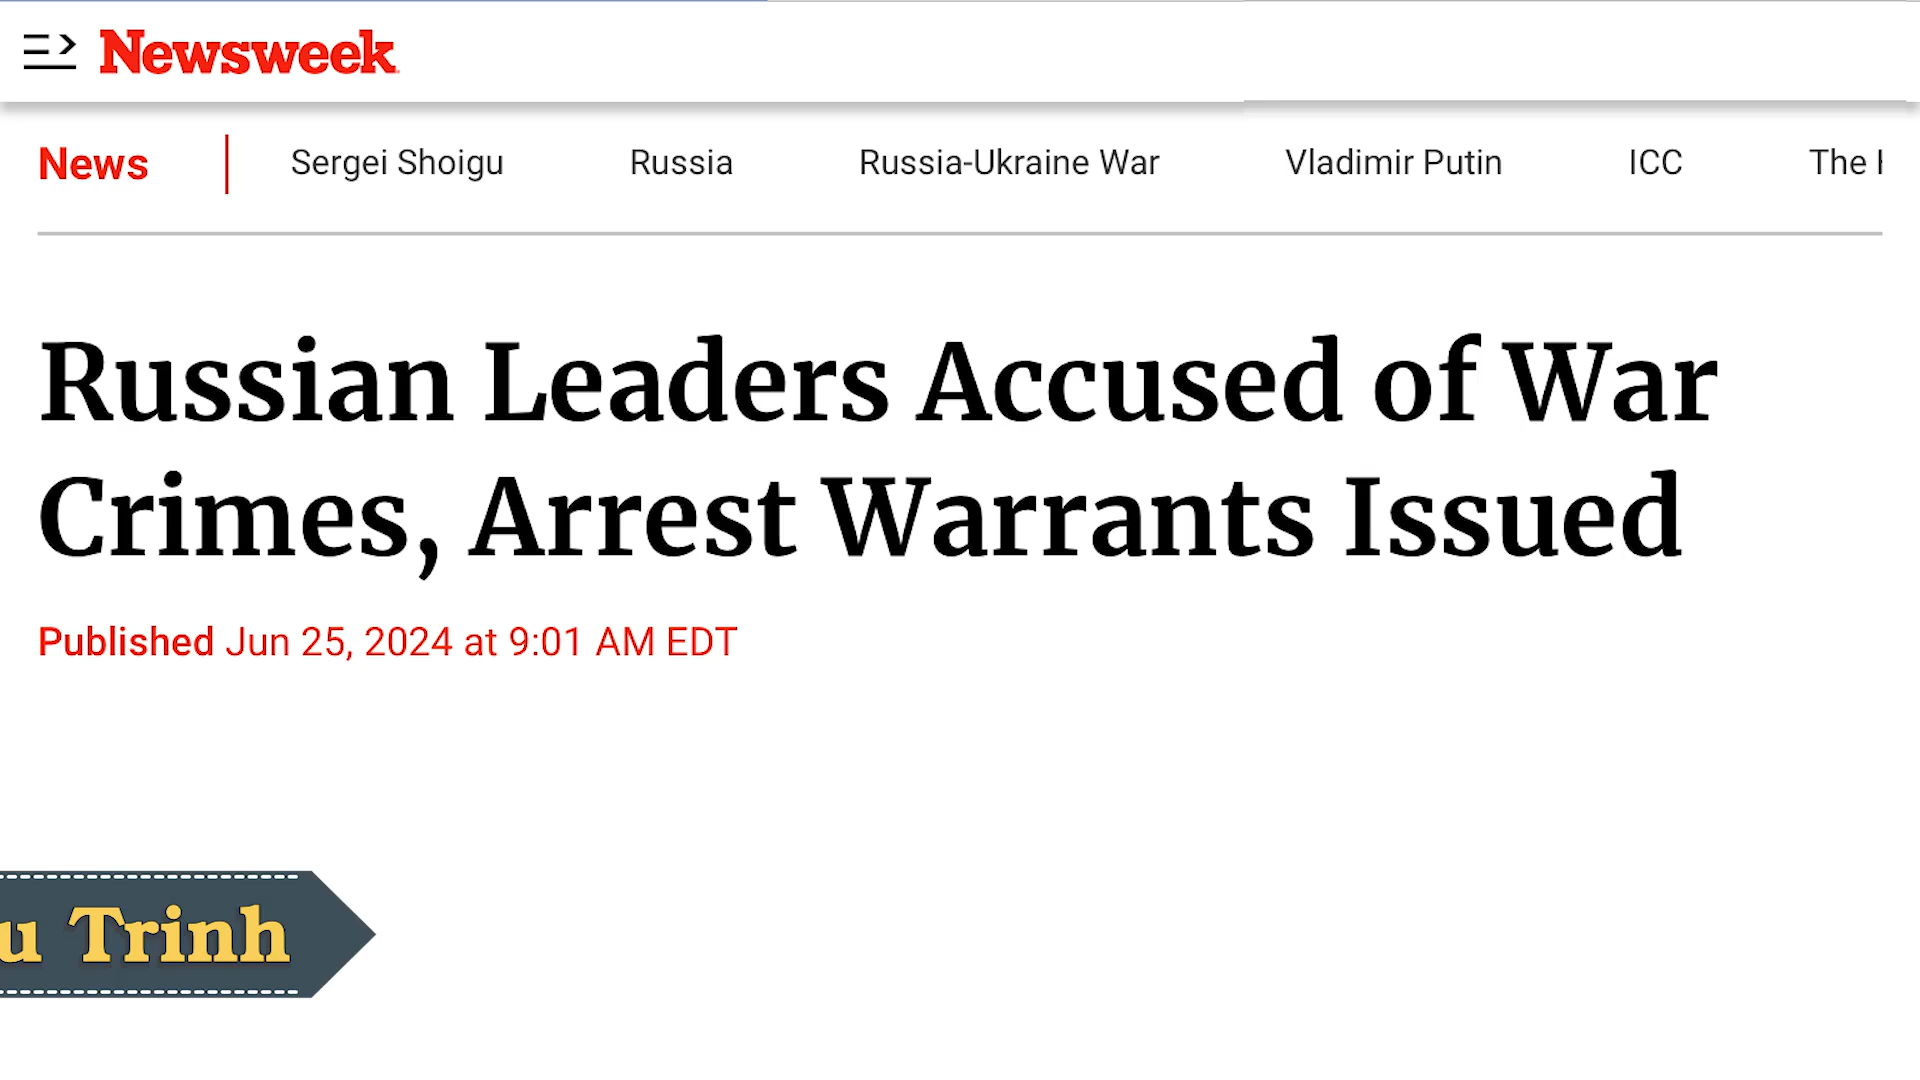 Newsweek
News Sergei Shoigu Russia Russia-Ukraine War Vladimir Putin ICC The
Russian Leaders Accused of War
Crimes, Arrest Warrants Issued
Published Jun 25, 2024 at 9:01 AM EDT
u Trinh